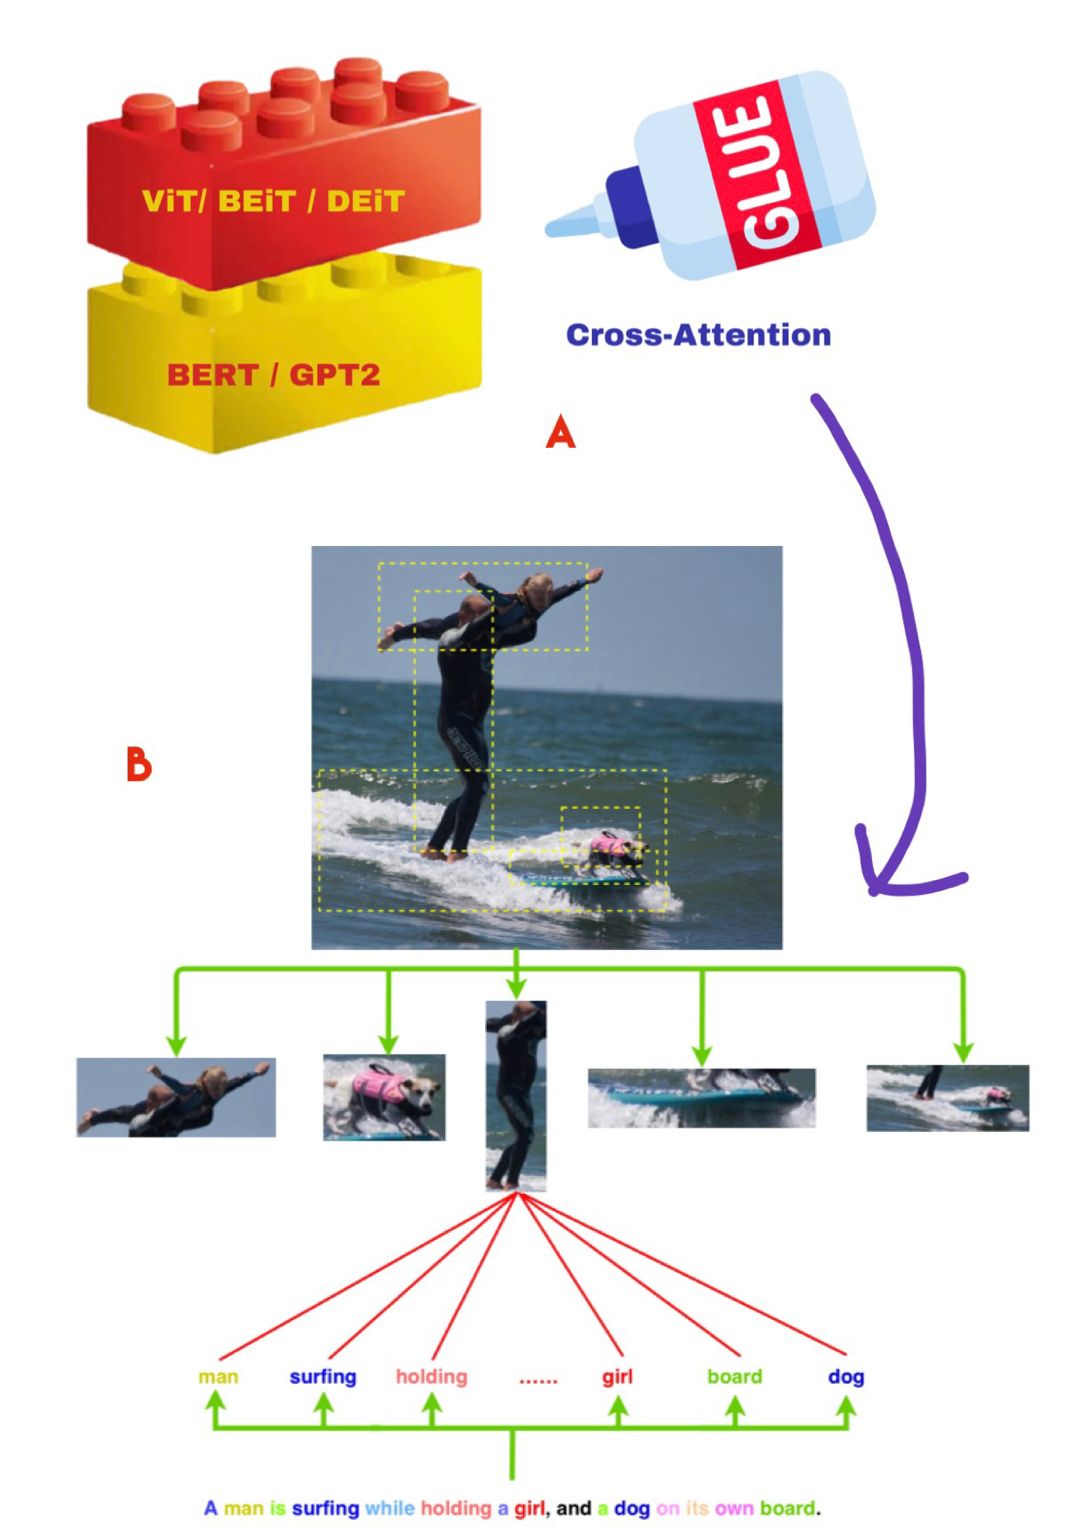 ViT/ BEiT / DEiT
BERT / GPT2
GLUE
Cross-Attention
A
B
man surfing holding ...... girl board dog
A man is surfing while holding a girl, and a dog on its own board.